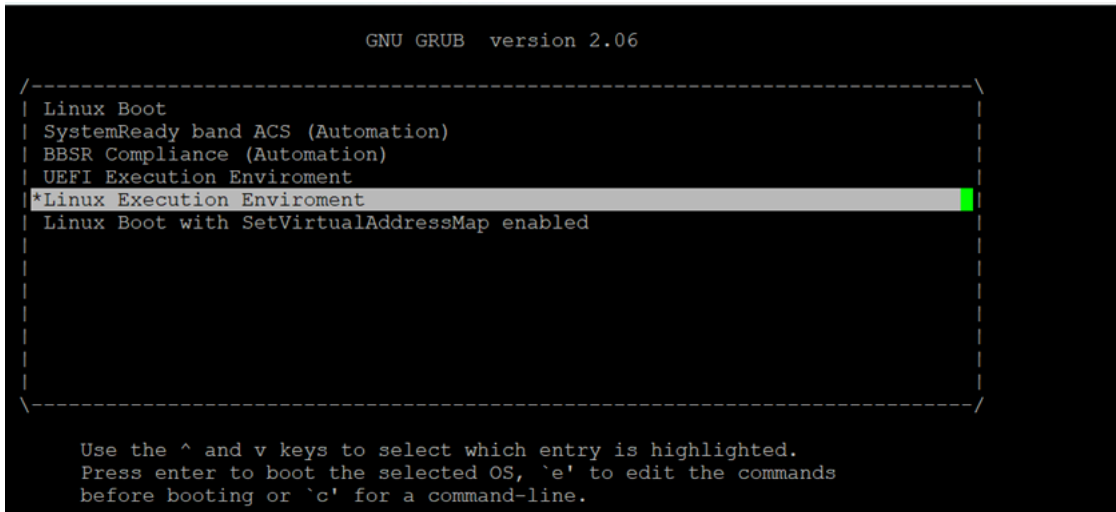 GNU GRUB version 2.06
Linux Boot
SystemReady band ACS (Automation)
BBSR Compliance (Automation)
UEFI Execution Enviroment
*Linux Execution Enviroment
Linux Boot with SetVirtualAddressMap enabled
Use the ^ and v keys to select which entry is highlighted.
Press enter to boot the selected OS, `e' to edit the commands
before booting or `c' for a command-line.